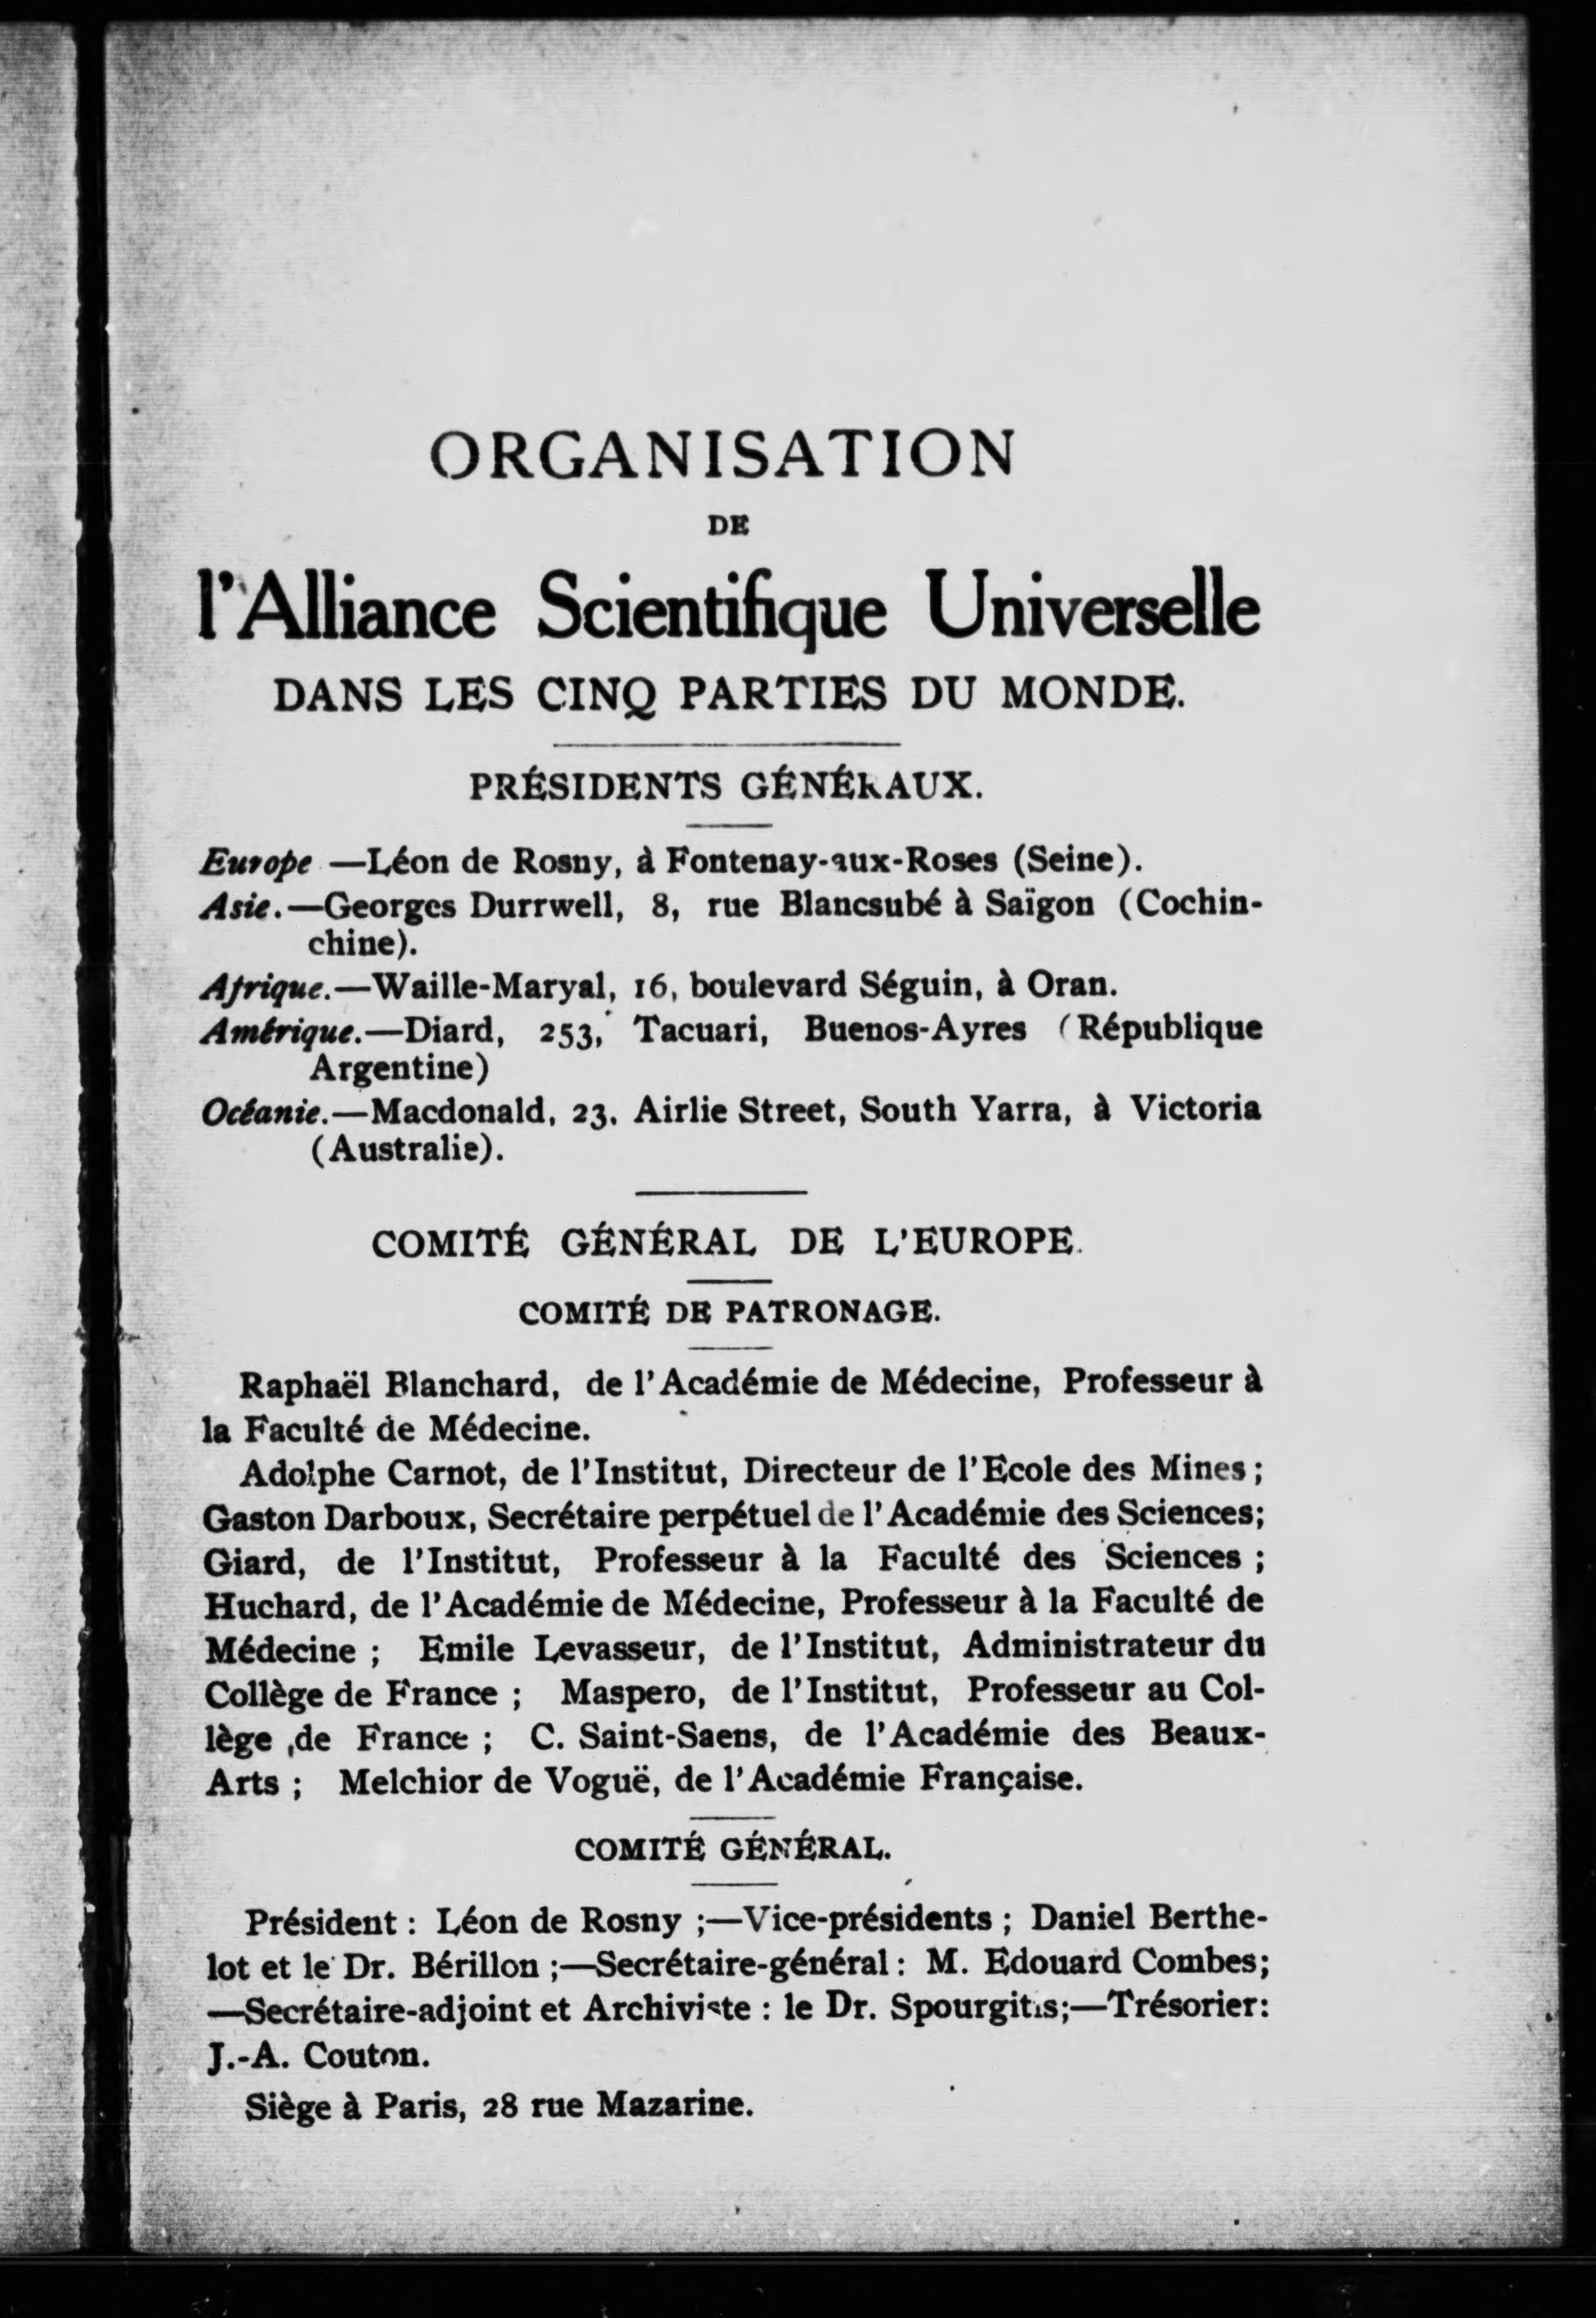 ORGANISATION
DE
l'Alliance Scientifique Universelle
DANS LES CINQ PARTIES DU MONDE.
PRÉSIDENTS GÉNÉRAUX.
Europe —Léon de Rosny, à Fontenay-aux-Roses (Seine).
Asie.—Georges Durrwell, 8, rue Blancsubé à Saïgon (Cochin-
chine).
Afrique.—Waille-Maryal, 16, boulevard Séguin, à Oran.
Amérique.—Diard, 253, Tacuari, Buenos-Ayres (République
Argentine)
Océanie.—Macdonald, 23, Airlie Street, South Yarra, à Victoria
(Australie).
COMITÉ GÉNÉRAL DE L'EUROPE.
COMITÉ DE PATRONAGE.
Raphaël Blanchard, de l'Académie de Médecine, Professeur à
la Faculté de Médecine.
Adolphe Carnot, de l'Institut, Directeur de l'Ecole des Mines;
Gaston Darboux, Secrétaire perpétuel de l'Académie des Sciences;
Giard, de l'Institut, Professeur à la Faculté des Sciences ;
Huchard, de l'Académie de Médecine, Professeur à la Faculté de
Médecine ; Emile Levasseur, de l'Institut, Administrateur du
Collège de France ; Maspero, de l'Institut, Professeur au Col-
lège de France ; C. Saint-Saens, de l'Académie des Beaux-
Arts ; Melchior de Voguë, de l'Académie Française.
COMITÉ GÉNÉRAL.
Président : Léon de Rosny ;—Vice-présidents ; Daniel Berthe-
lot et le Dr. Bérillon ;—Secrétaire-général : M. Edouard Combes;
—Secrétaire-adjoint et Archiviste : le Dr. Spourgitis;—Trésorier:
J.-A. Couton.
Siège à Paris, 28 rue Mazarine.